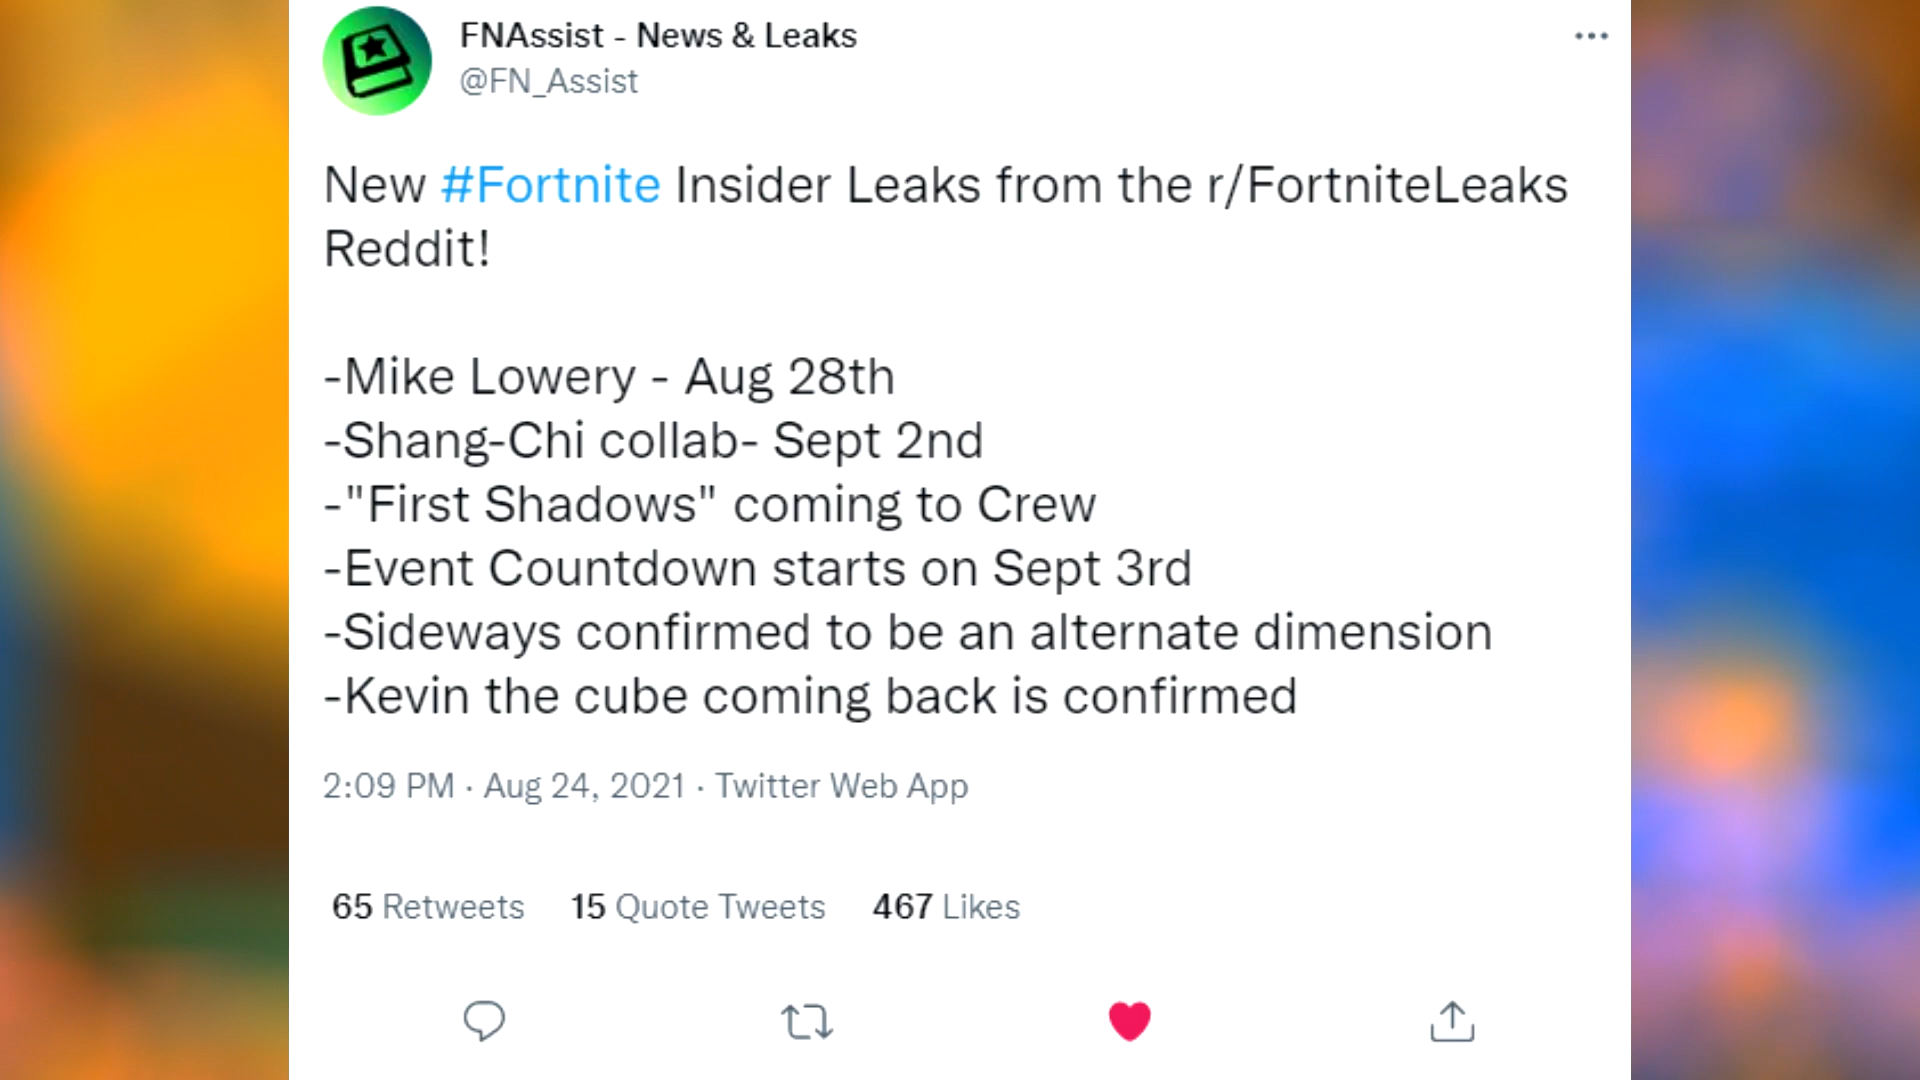 FNAssist - News & Leaks
@FN_Assist
New #Fortnite Insider Leaks from the r/FortniteLeaks
Reddit!
-Mike Lowery - Aug 28th
-Shang-Chi collab- Sept 2nd
-"First Shadows" coming to Crew
-Event Countdown starts on Sept 3rd
-Sideways confirmed to be an alternate dimension
-Kevin the cube coming back is confirmed
2:09 PM · Aug 24, 2021 · Twitter Web App
65 Retweets 15 Quote Tweets 467 Likes